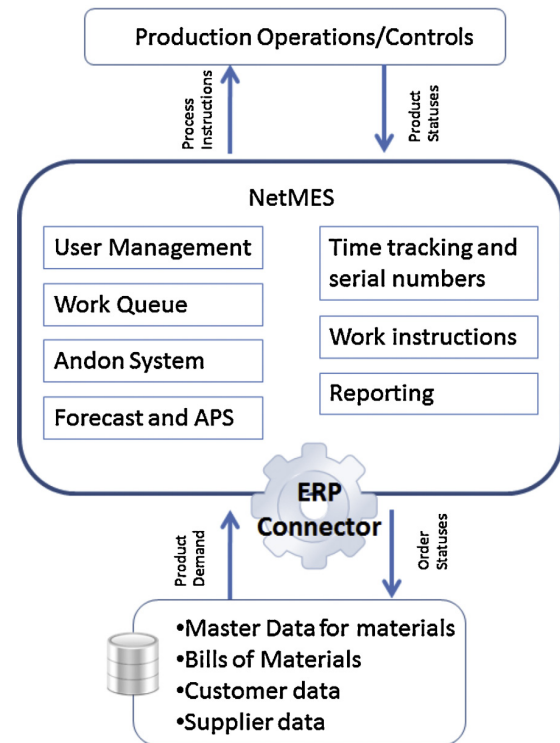 Production Operations/Controls
Process
Instructions
Product
Statuses
NetMES
User Management
Work Queue
Andon System
Forecast and APS
Time tracking and
serial numbers
Work instructions
Reporting
ERP
Connector
Product
Demand
Order
Statuses
•Master Data for materials
•Bills of Materials
•Customer data
•Supplier data